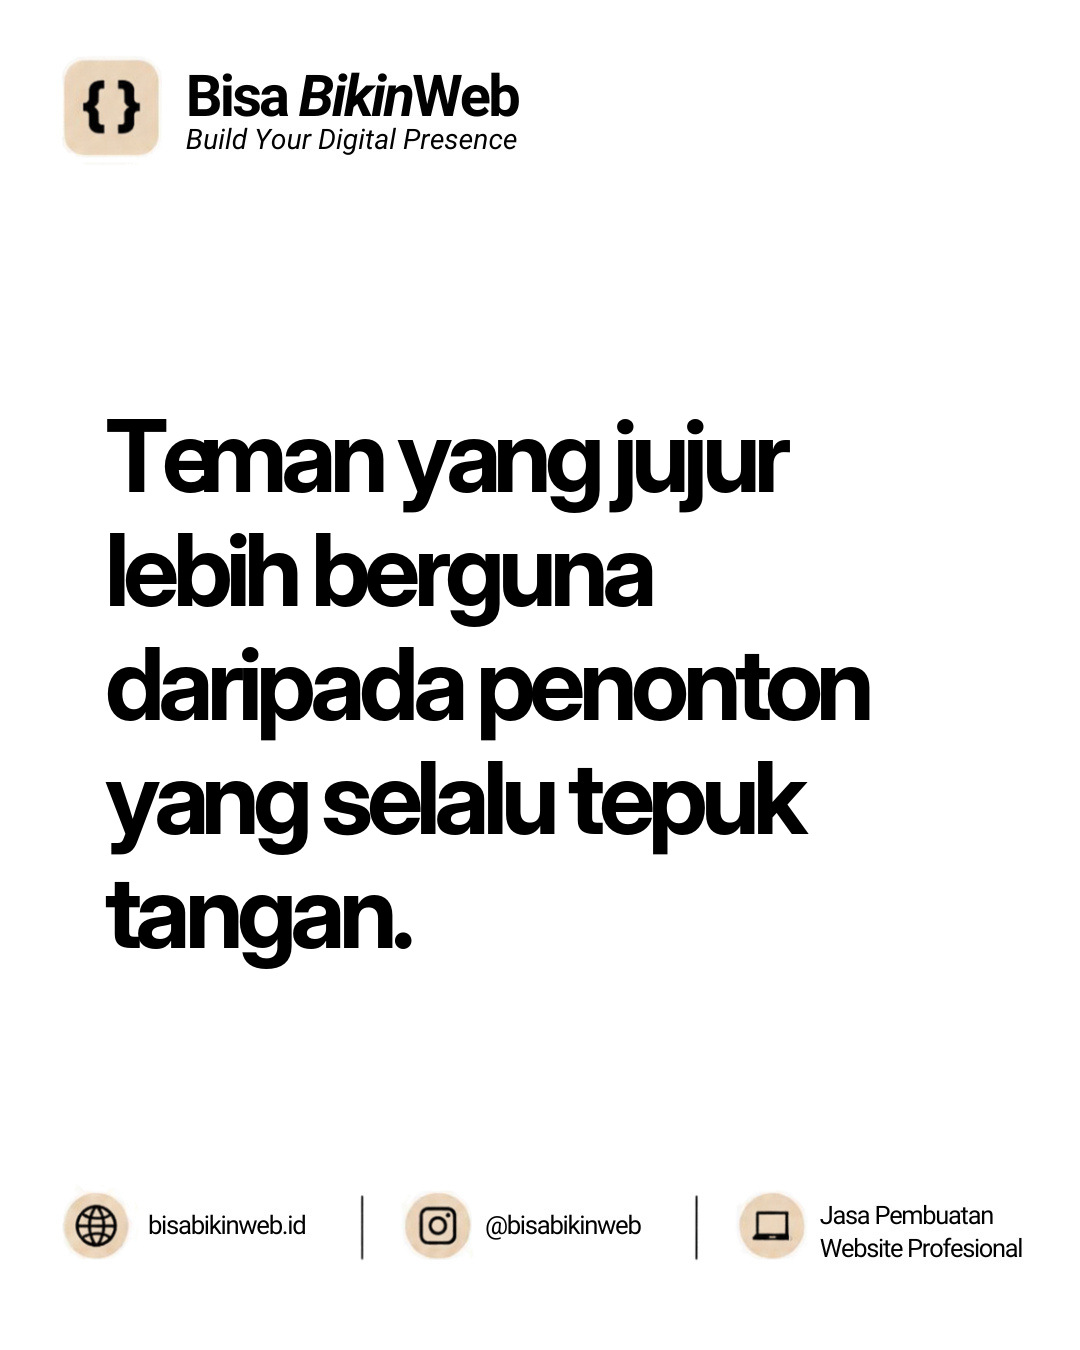 { }
Bisa BikinWeb
Build Your Digital Presence
Teman yang jujur
lebih berguna
daripada penonton
yang selalu tepuk
tangan.
bisabikinweb.id
@bisabikinweb
Jasa Pembuatan
Website Profesional